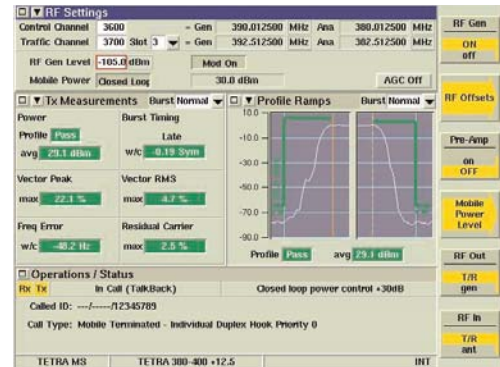 RF Settings
Control Channel 3600 - Gen 390.012500 MHz Ana 380.012500 MHz
Traffic Channel 3700 Slot 3 - Gen 392.512500 MHz Ana 382.512500 MHz
RF Gen Level -105.0 dBm Mod On
Mobile Power Closed Loop 30.0 dBm AGC Off
Tx Measurements Burst Normal
Power Burst Timing
Profile Pass Late
avg 29.1 dBm w/c -0.19 Sym
Vector Peak Vector RMS
max 22.1 % max 4.7 %
Freq Error Residual Carrier
w/c -48.2 Hz max 2.5 %
Profile Ramps Burst Normal
10.0
-10.0
-30.0
-50.0
-70.0
-90.0
Profile Pass avg 29.1 dBm
Operations / Status
Rx Tx In Call (TalkBack) Closed loop power control +30dB
Called ID: ---/-----/12345789
Call Type: Mobile Terminated - Individual Duplex Hook Priority 0
TETRA MS TETRA 380-400 +12.5 INT
RF Gen
ON
off
RF Offsets
Pre-Amp
on
OFF
Mobile
Power
Level
RF Out
T/R
gen
RF In
T/R
ant